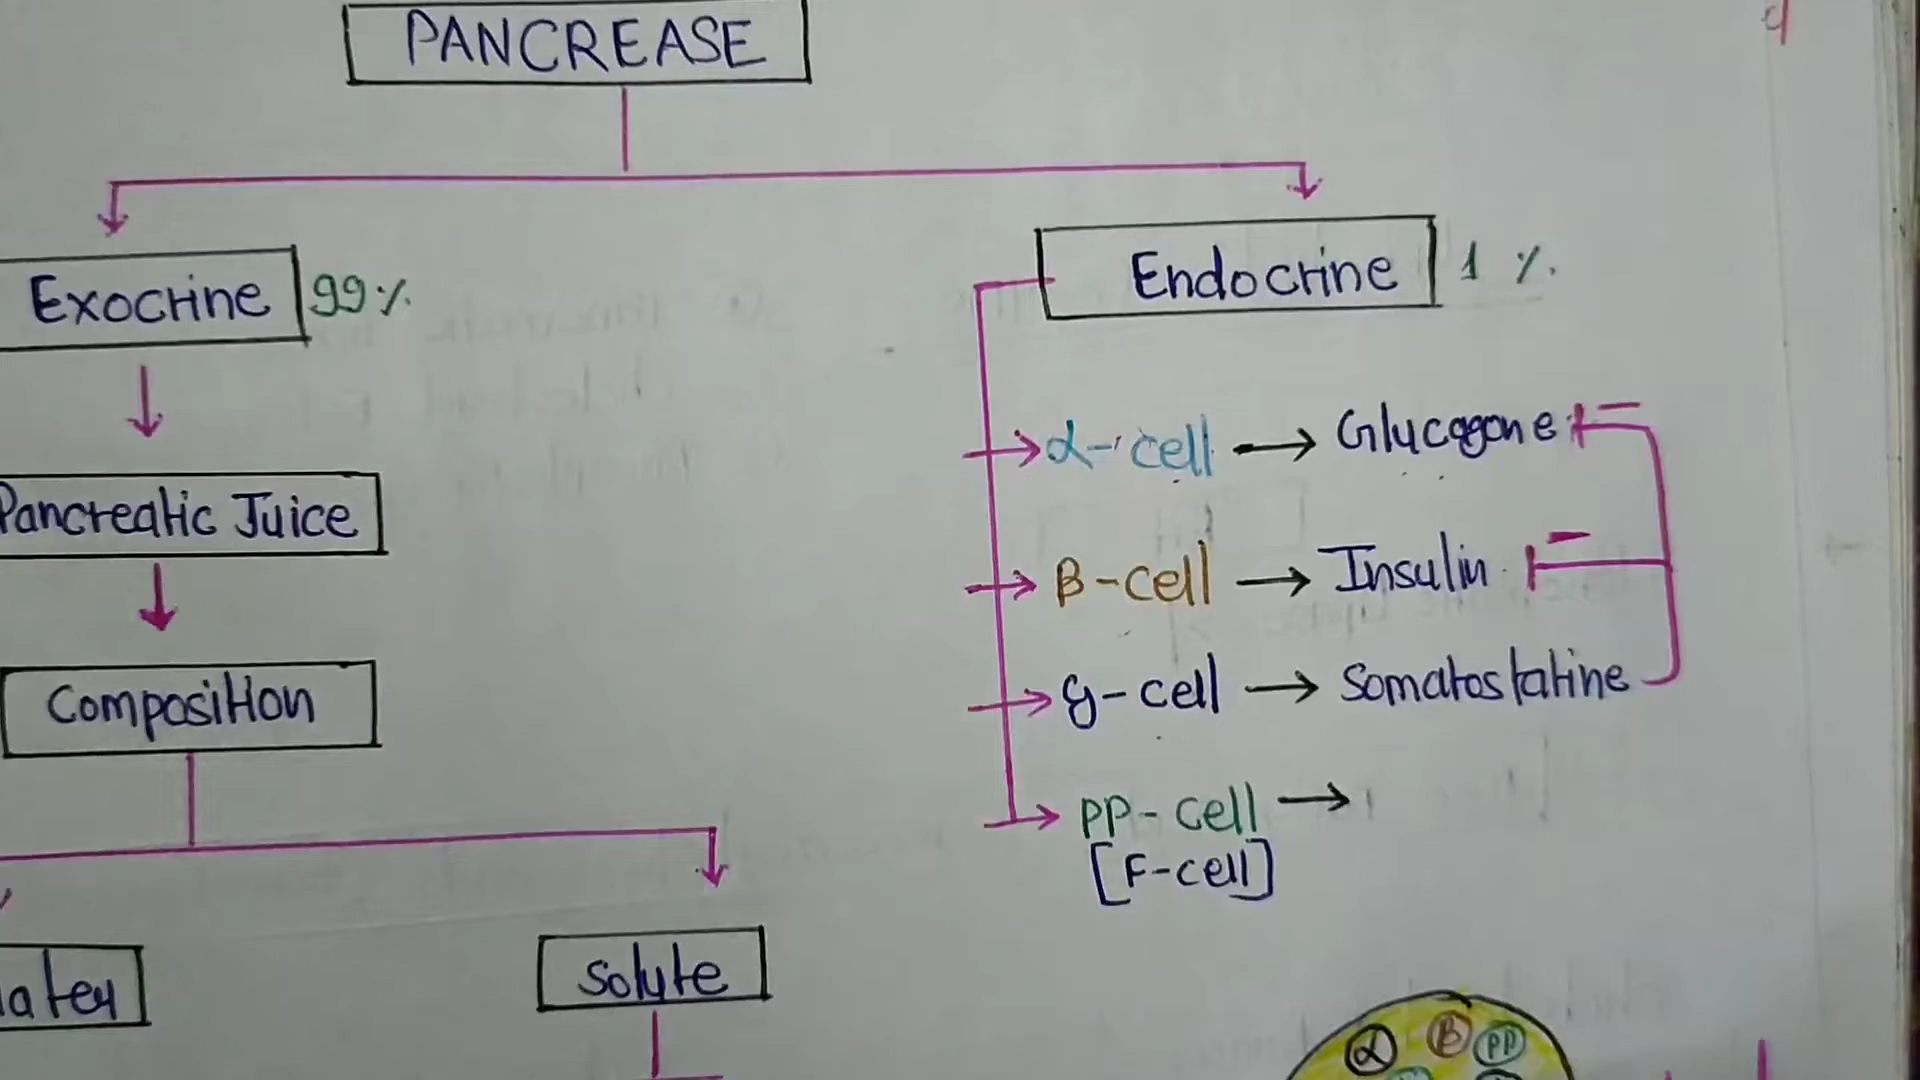 PANCREASE
Exocrine 99%
Endocrine 1 %.
α-cell → Glucagone
Pancreatic Juice
β-cell → Insulin
Composition
δ-cell → Somatostatine
PP-cell →
[F-cell]
Solute
α β PP